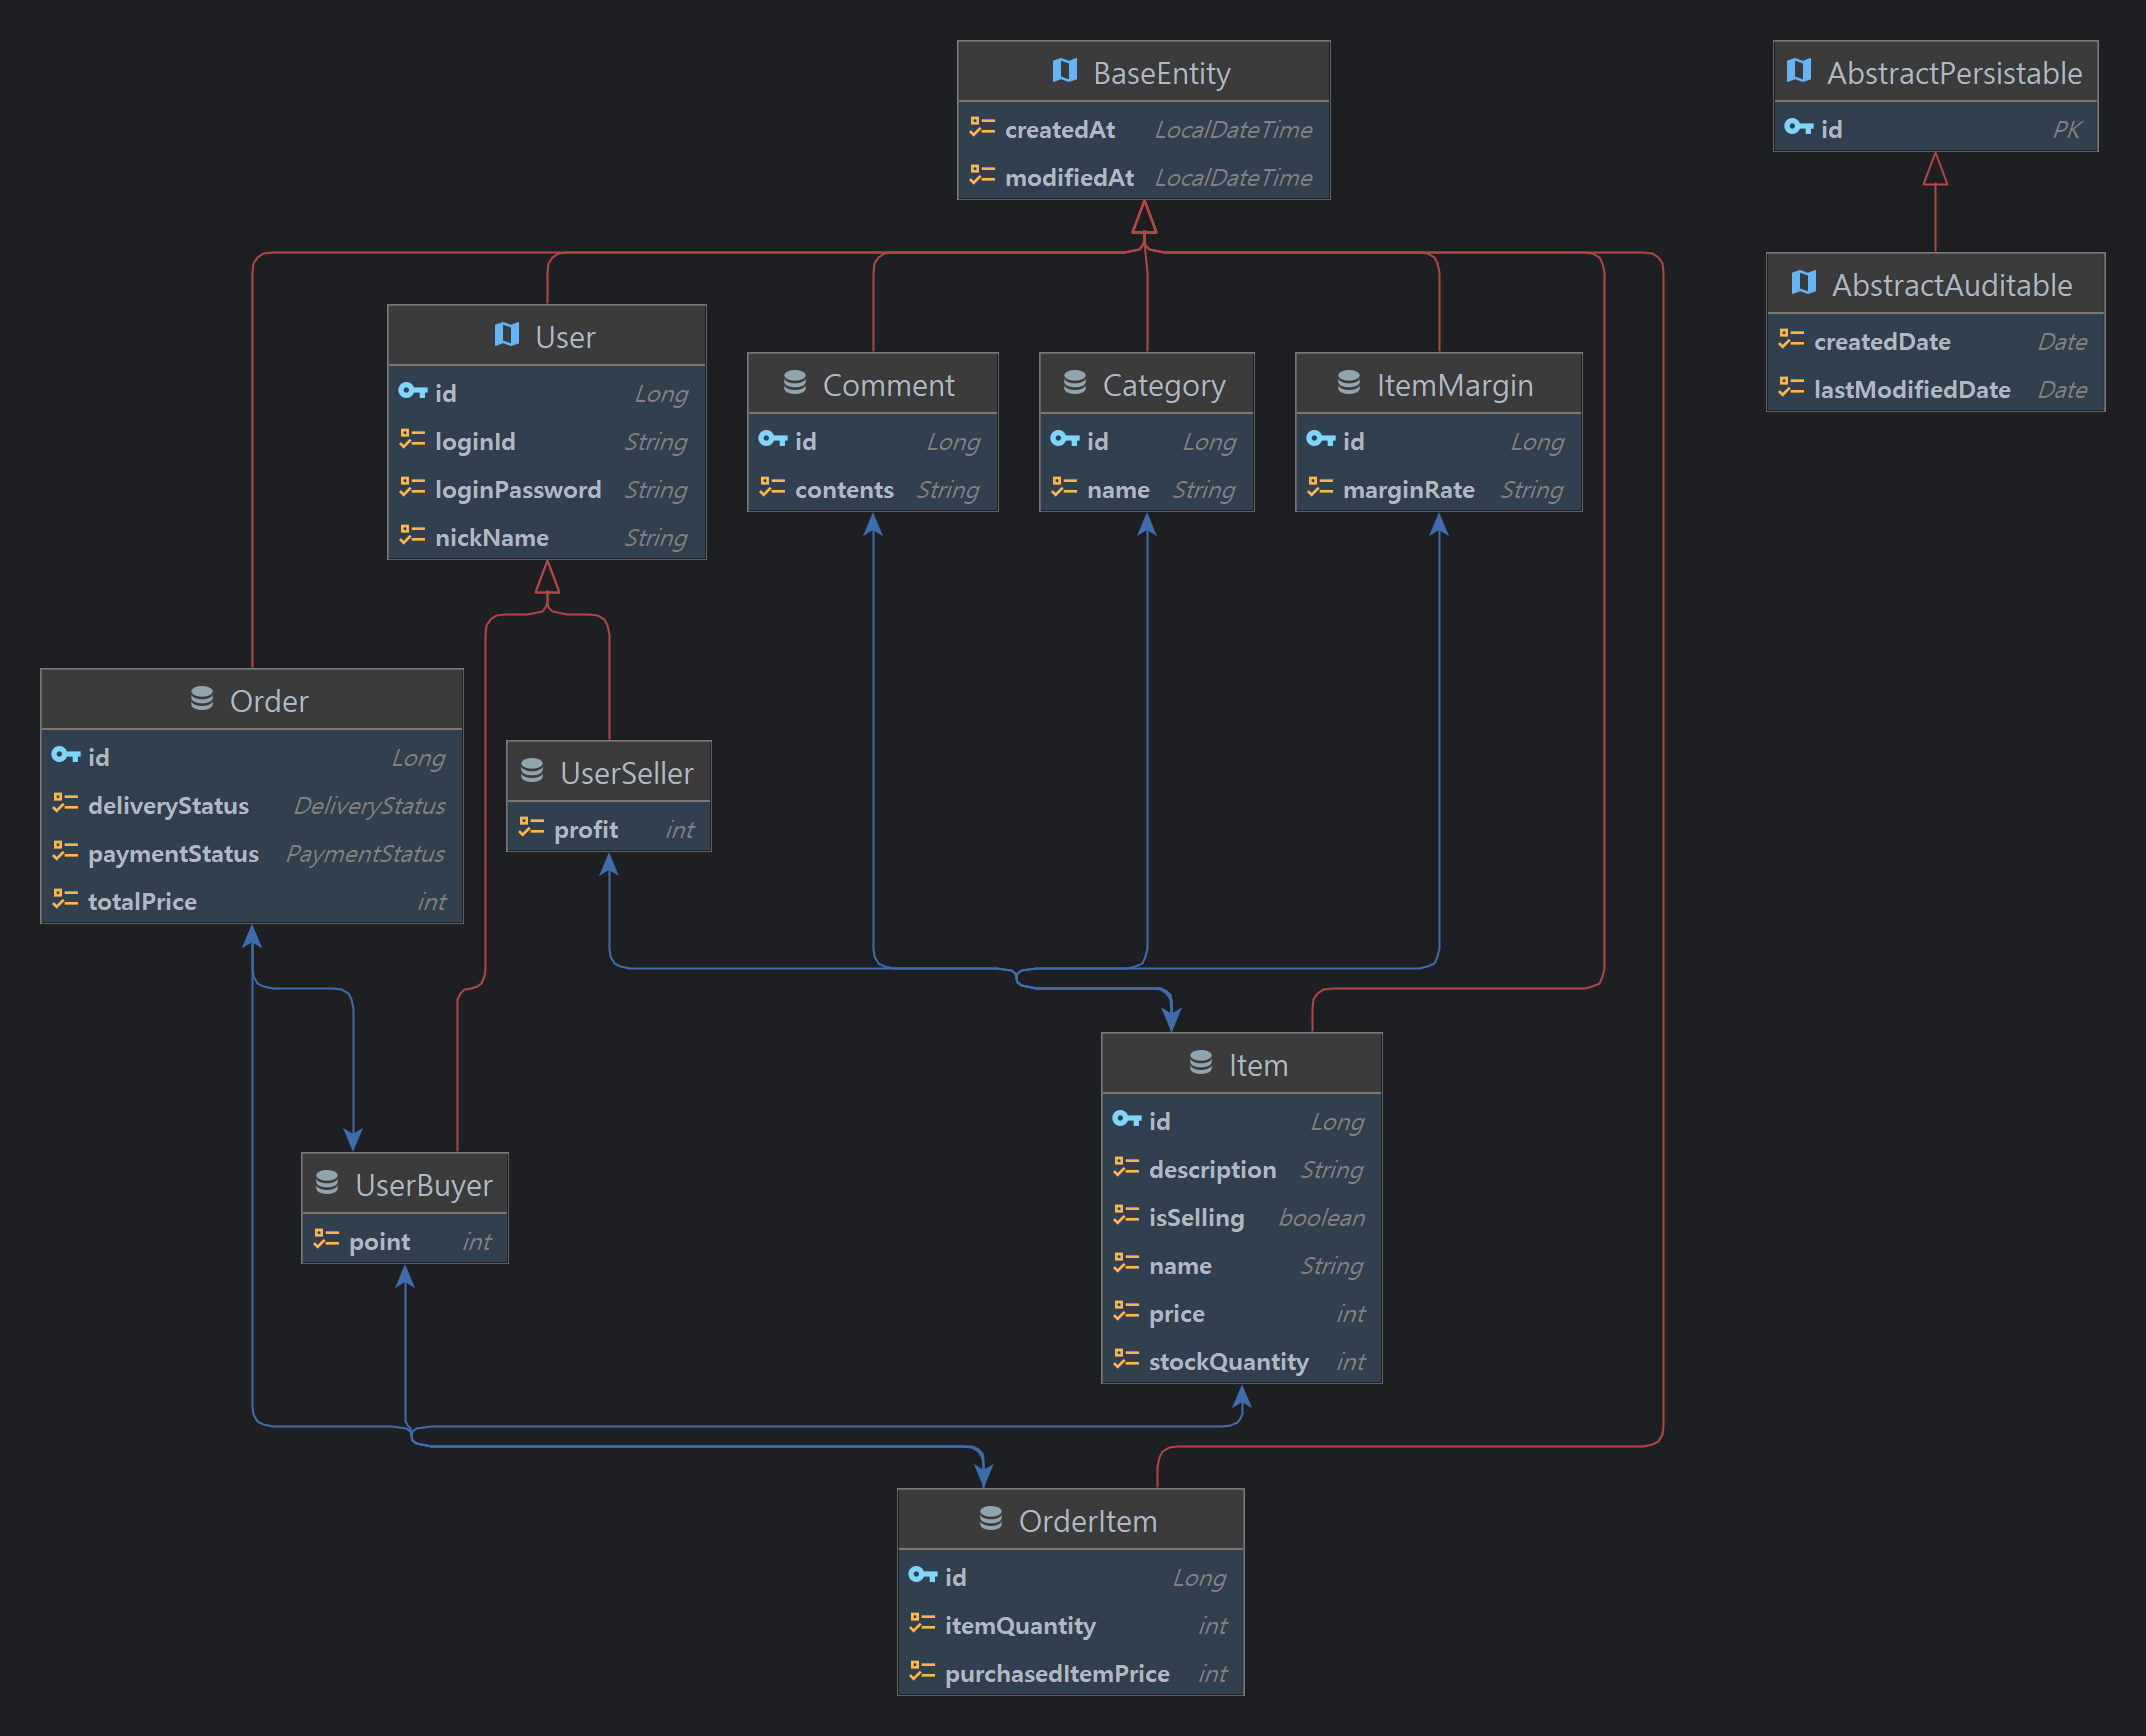 BaseEntity
createdAt LocalDateTime
modifiedAt LocalDateTime
AbstractPersistable
id PK
AbstractAuditable
createdDate Date
lastModifiedDate Date
User
id Long
loginId String
loginPassword String
nickName String
Comment
id Long
contents String
Category
id Long
name String
ItemMargin
id Long
marginRate String
Order
id Long
deliveryStatus DeliveryStatus
paymentStatus PaymentStatus
totalPrice int
UserSeller
profit int
Item
id Long
description String
isSelling boolean
name String
price int
stockQuantity int
UserBuyer
point int
OrderItem
id Long
itemQuantity int
purchasedItemPrice int